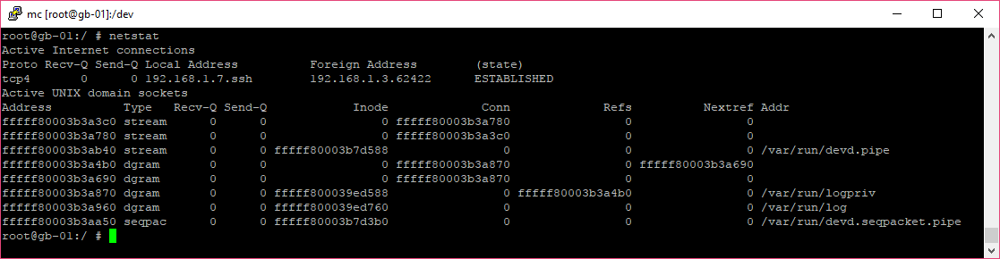 mc [root@gb-01]:/dev
root@gb-01:/ # netstat
Active Internet connections
Proto Recv-Q Send-Q Local Address          Foreign Address        (state)
tcp4       0      0 192.168.1.7.ssh        192.168.1.3.62422      ESTABLISHED
Active UNIX domain sockets
Address          Type   Recv-Q Send-Q            Inode             Conn             Refs          Nextref Addr
fffff80003b3a3c0 stream      0      0                0 fffff80003b3a780                0                0
fffff80003b3a780 stream      0      0                0 fffff80003b3a3c0                0                0
fffff80003b3ab40 stream      0      0 fffff80003b7d588                0                0                0 /var/run/devd.pipe
fffff80003b3a4b0 dgram       0      0                0 fffff80003b3a870                0 fffff80003b3a690
fffff80003b3a690 dgram       0      0                0 fffff80003b3a870                0                0
fffff80003b3a870 dgram       0      0 fffff800039ed588                0 fffff80003b3a4b0                0 /var/run/logpriv
fffff80003b3a960 dgram       0      0 fffff800039ed760                0                0                0 /var/run/log
fffff80003b3aa50 seqpac      0      0 fffff80003b7d3b0                0                0                0 /var/run/devd.seqpacket.pipe
root@gb-01:/ #